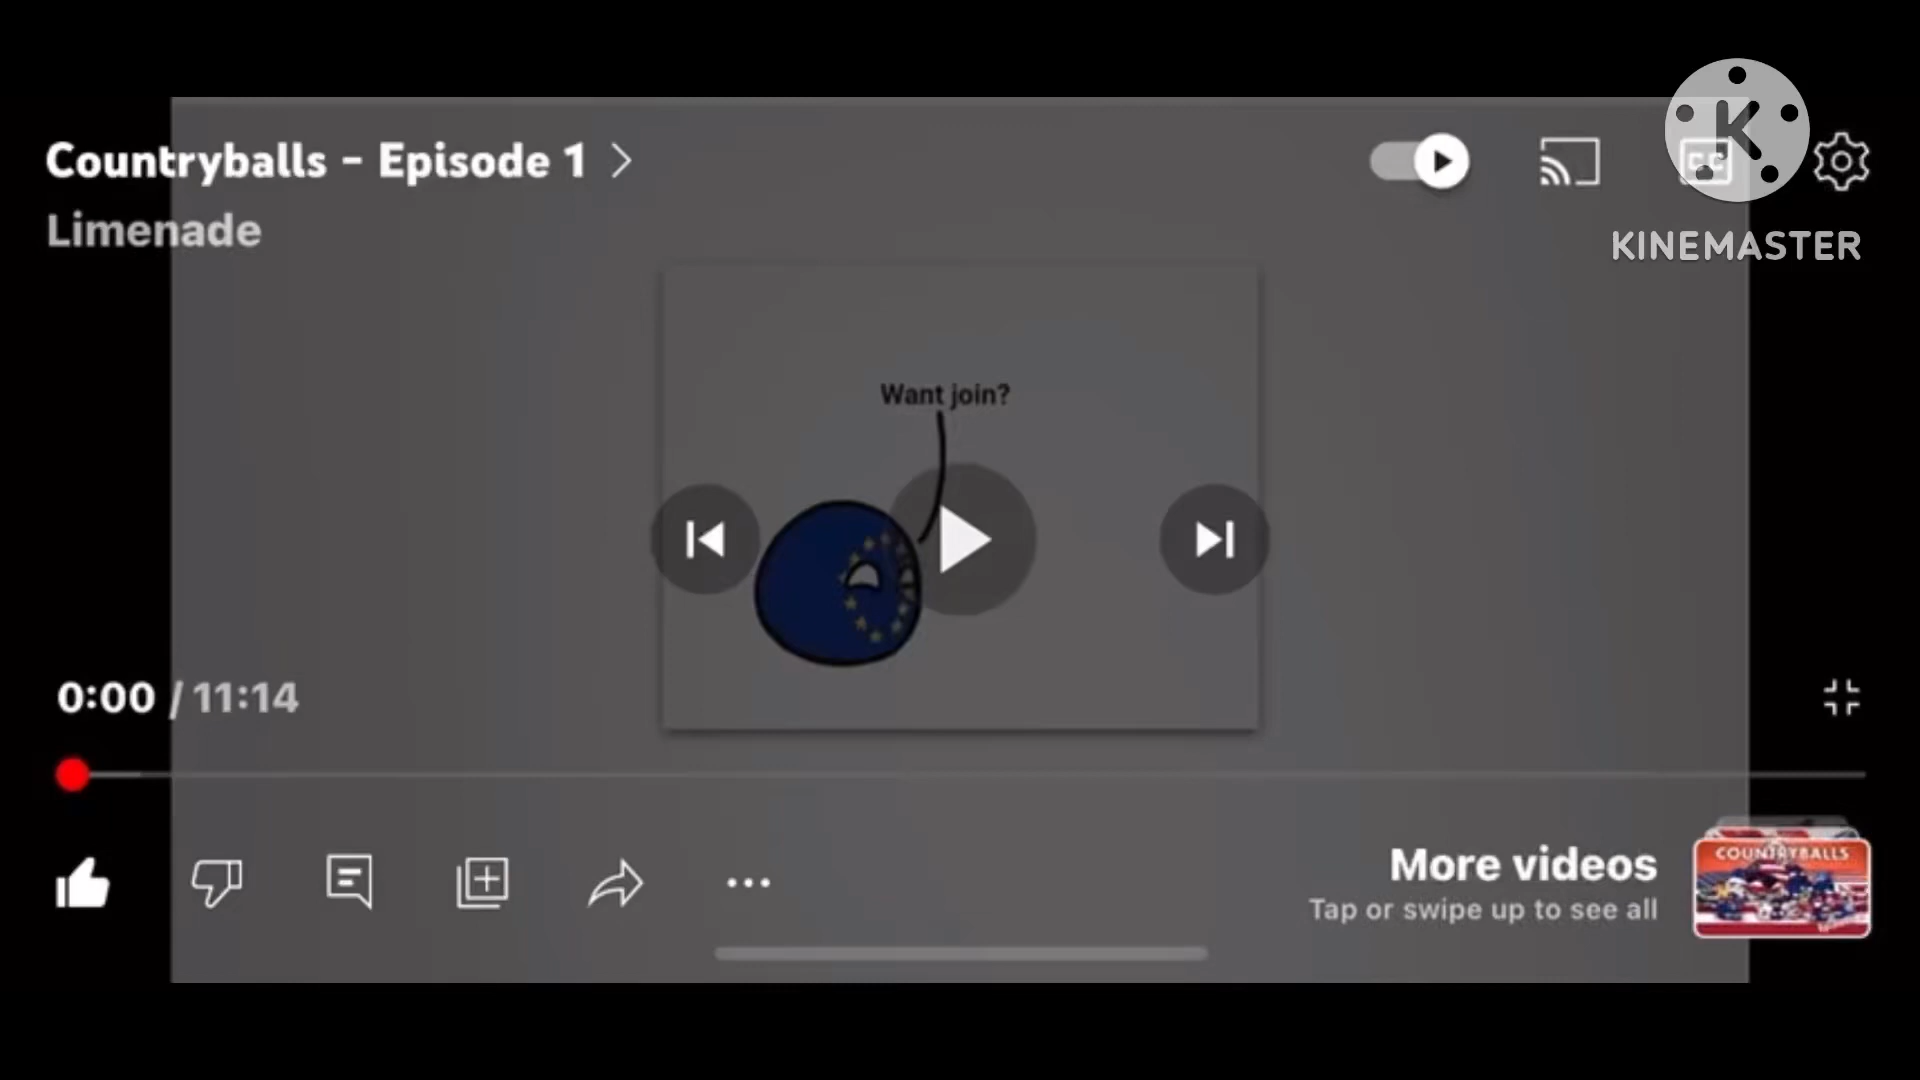 Countryballs - Episode 1
Limenade
CC
K
KINEMASTER
Want join?
0:00 / 11:14
More videos
Tap or swipe up to see all
COUNTRYBALLS